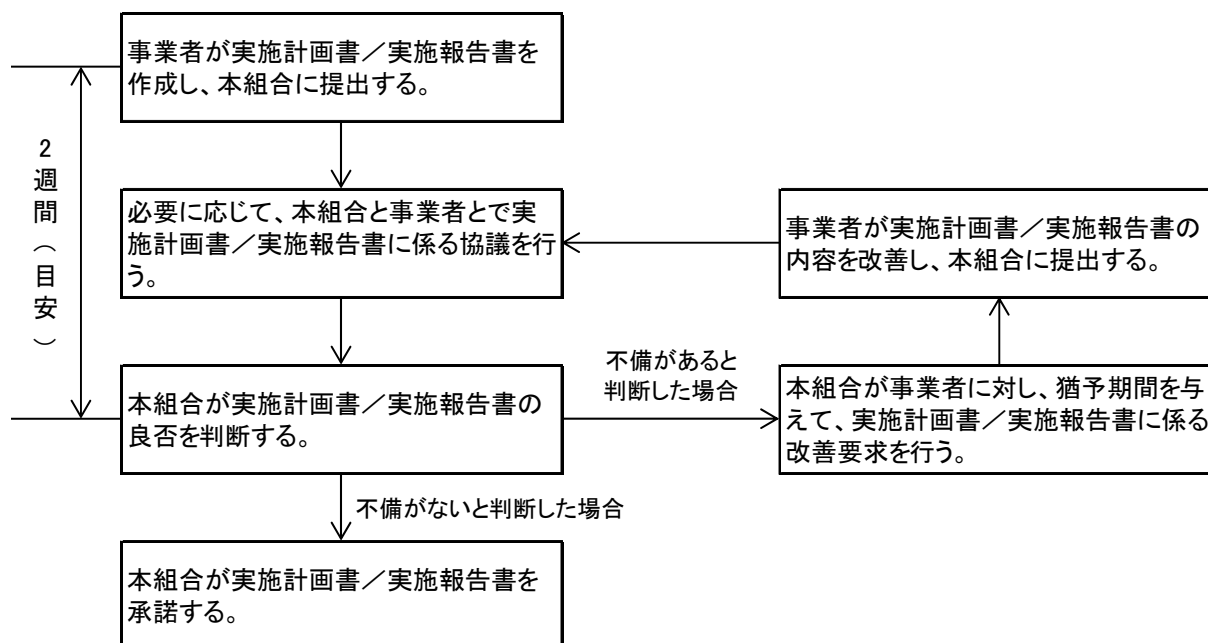 事業者が実施計画書／実施報告書を
作成し、本組合に提出する。
2週間（目安）
必要に応じて、本組合と事業者とで実
施計画書／実施報告書に係る協議を行
う。
事業者が実施計画書／実施報告書の
内容を改善し、本組合に提出する。
本組合が実施計画書／実施報告書の
良否を判断する。
不備があると
判断した場合
本組合が事業者に対し、猶予期間を与
えて、実施計画書／実施報告書に係る
改善要求を行う。
不備がないと判断した場合
本組合が実施計画書／実施報告書を
承諾する。